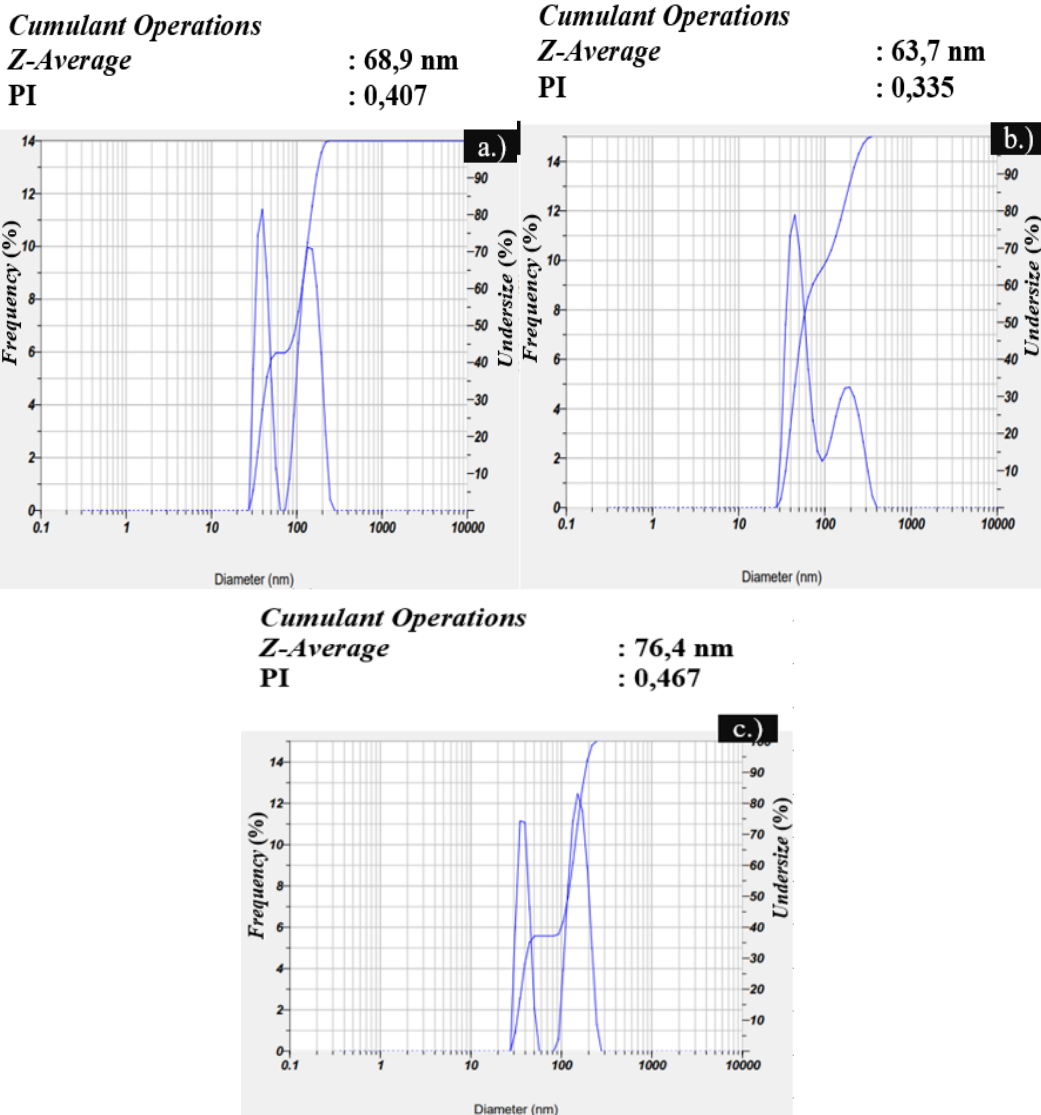 Cumulant Operations
Z-Average : 68,9 nm
PI : 0,407
a.)
14
12
10
8
6
4
2
0
90
80
70
60
50
40
30
20
10
Frequency (%)
Undersize (%)
0.1 1 10 100 1000 10000
Diameter (nm)
Cumulant Operations
Z-Average : 63,7 nm
PI : 0,335
b.)
14
12
10
8
6
4
2
0
90
80
70
60
50
40
30
20
10
Frequency (%)
Undersize (%)
0.1 1 10 100 1000 10000
Diameter (nm)
Cumulant Operations
Z-Average : 76,4 nm
PI : 0,467
c.)
14
12
10
8
6
4
2
0
100
90
80
70
60
50
40
30
20
10
Frequency (%)
Undersize (%)
0.1 1 10 100 1000 10000
Diameter (nm)